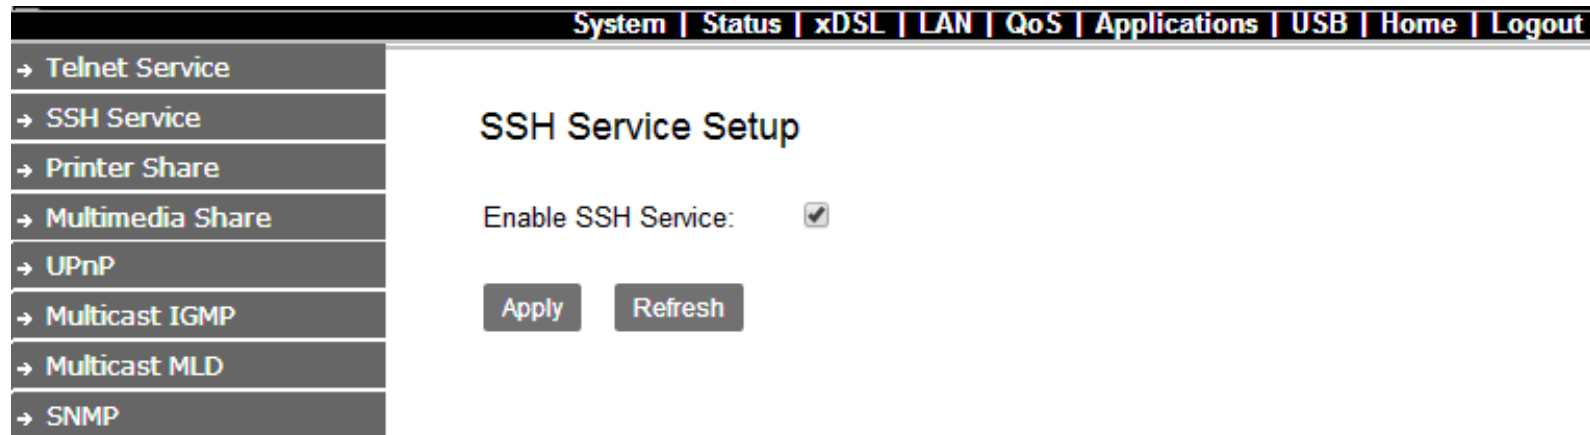 System | Status | xDSL | LAN | QoS | Applications | USB | Home | Logout
Telnet Service
SSH Service
Printer Share
Multimedia Share
UPnP
Multicast IGMP
Multicast MLD
SNMP
SSH Service Setup
Enable SSH Service:
Apply Refresh